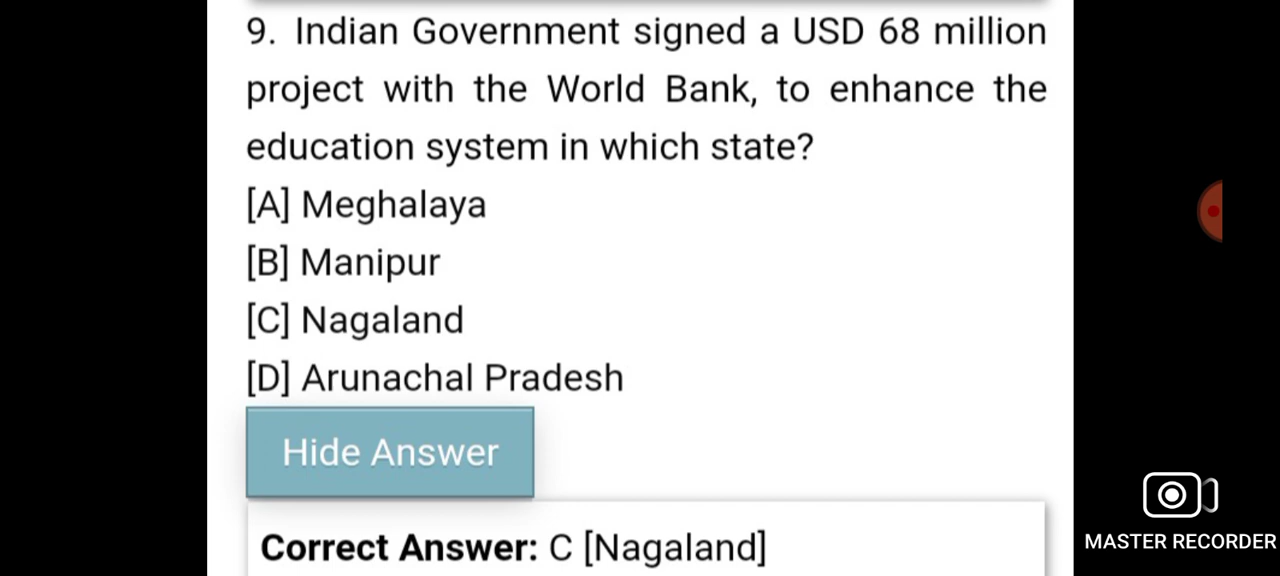 9. Indian Government signed a USD 68 million
project with the World Bank, to enhance the
education system in which state?
[A] Meghalaya
[B] Manipur
[C] Nagaland
[D] Arunachal Pradesh
Hide Answer
Correct Answer: C [Nagaland]
MASTER RECORDER